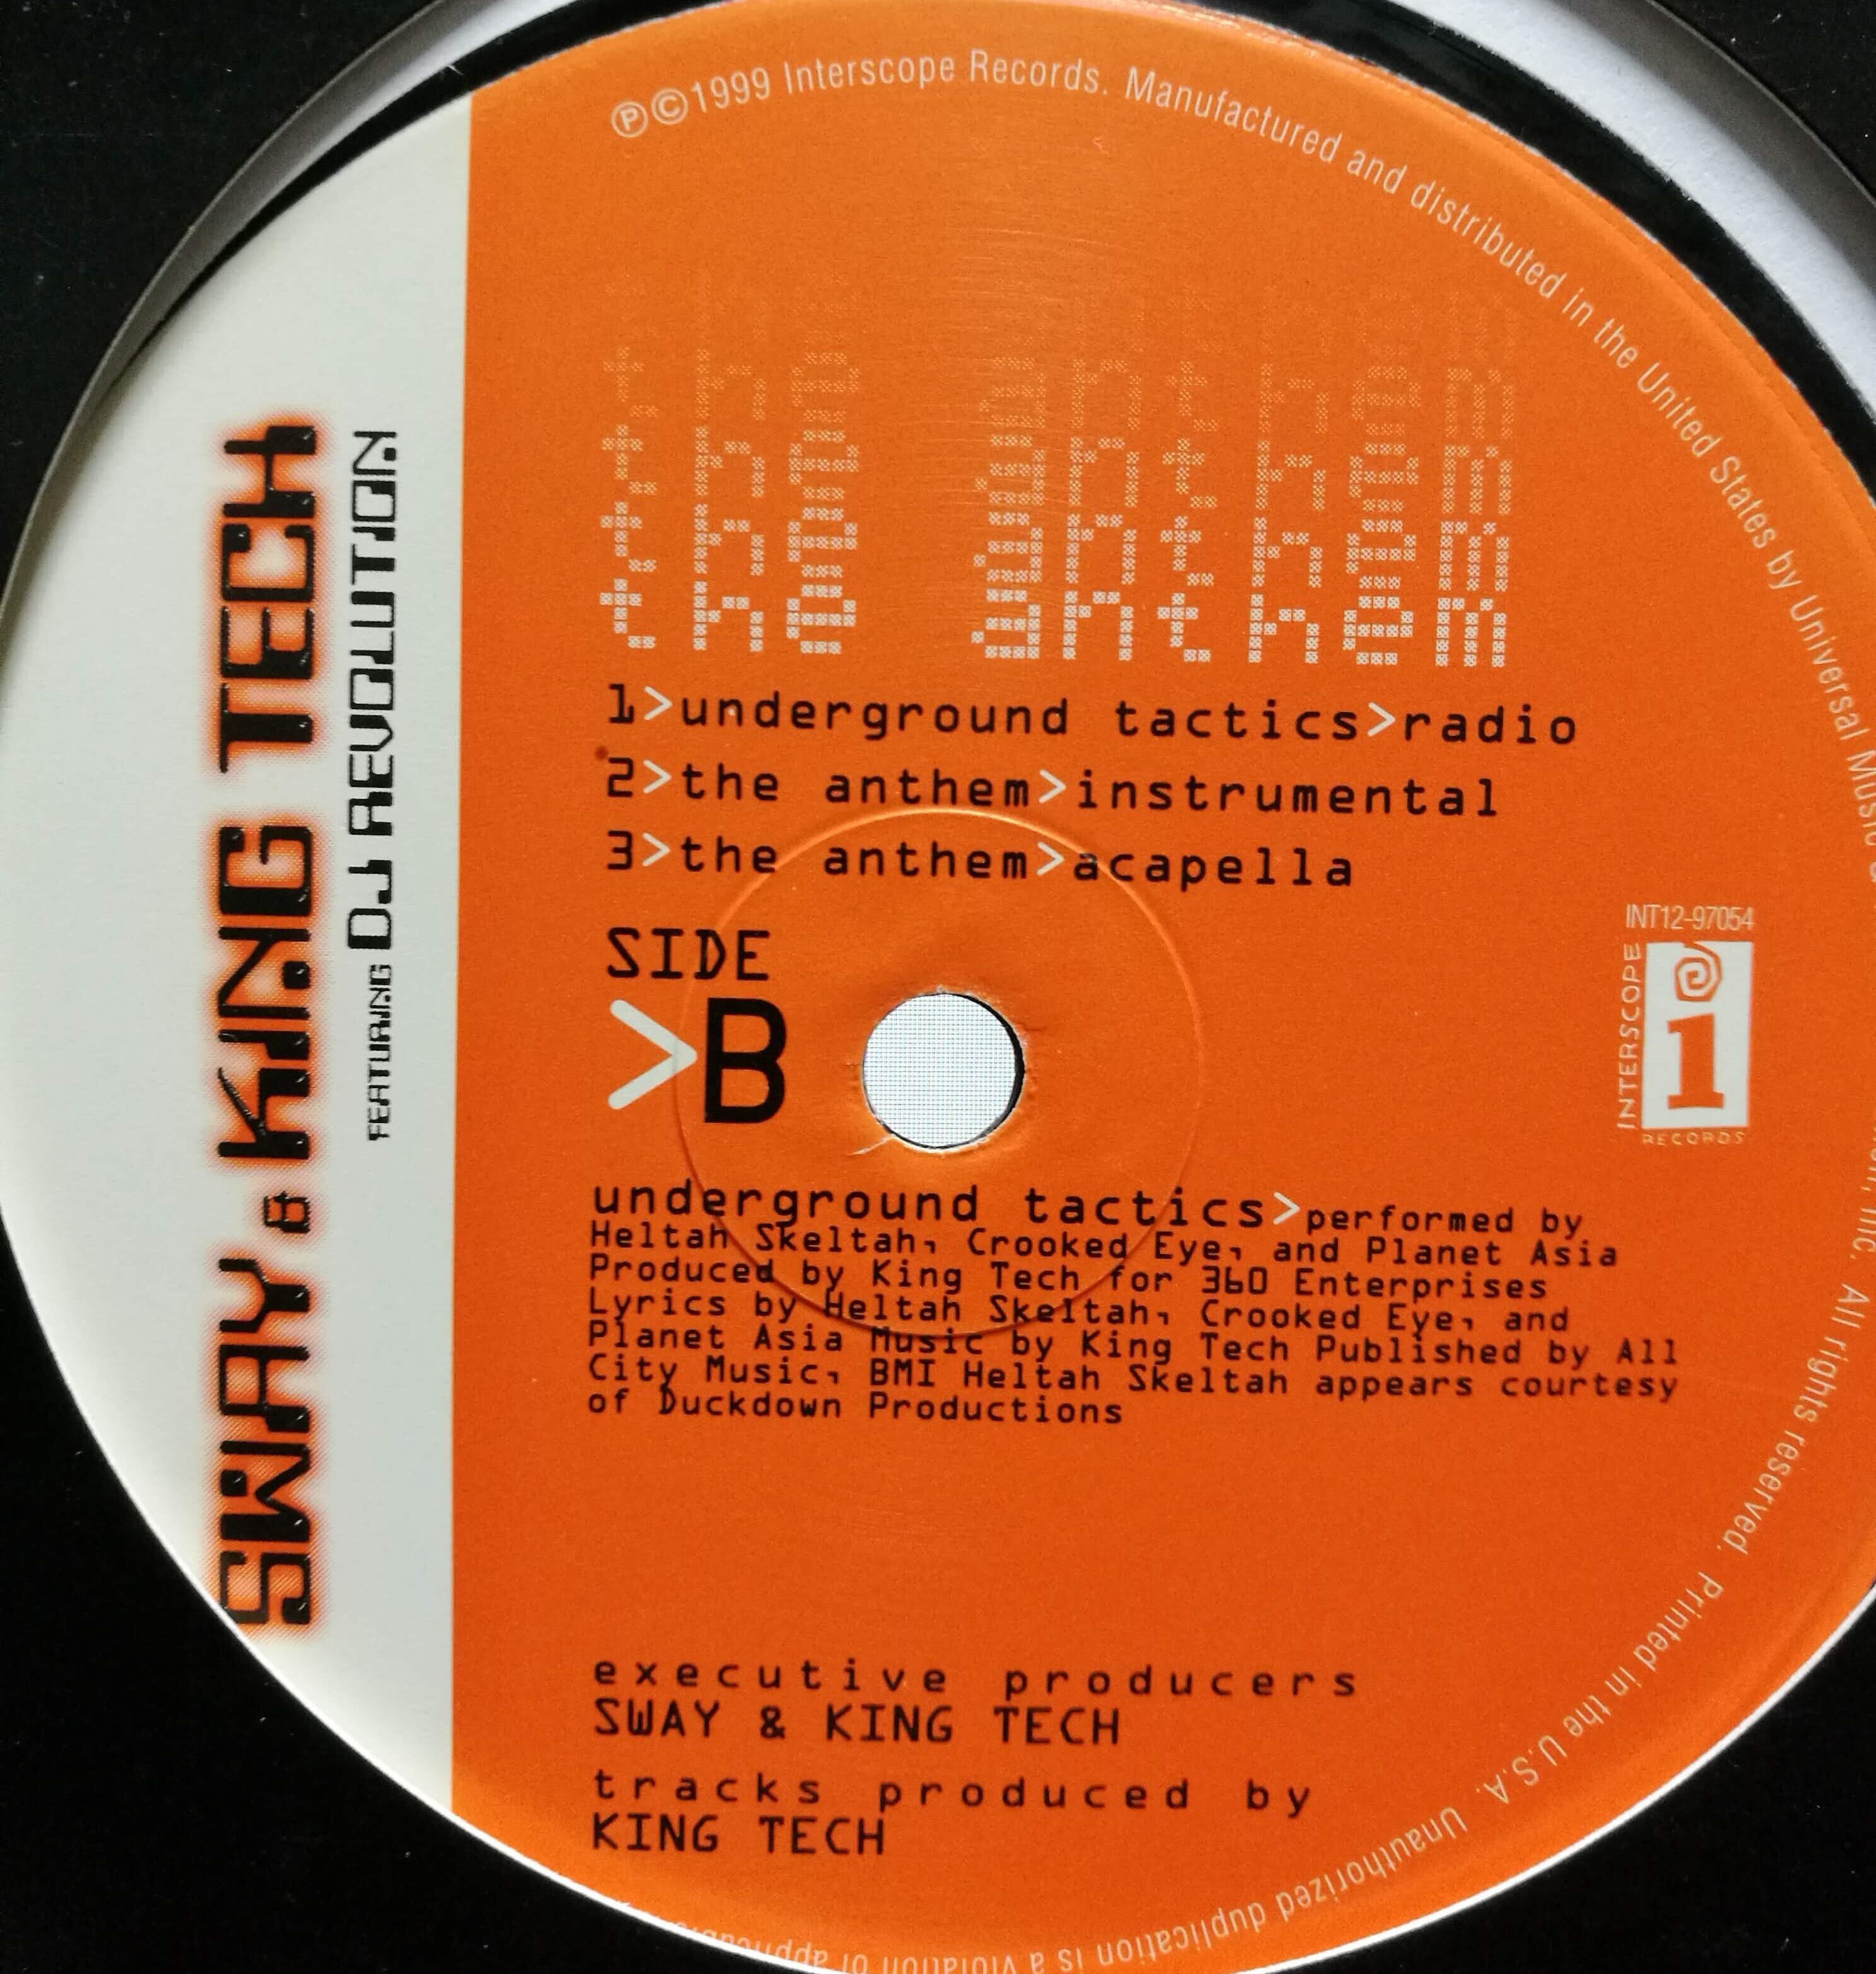 ℗©1999 Interscope Records. Manufactured and distributed in the United States by Universal Music
Inc. All rights reserved. Printed in the U.S.A. Unauthorized duplication is a violation of
SWAY & KING TECH
FEATURING DJ REVOLUTION
the anthem
the anthem
the anthem
the anthem
1>underground tactics>radio
2>the anthem>instrumental
3>the anthem>acapella
SIDE
>B
INT12-97054
INTERSCOPE
i
RECORDS
underground tactics>performed by
Heltah Skeltah, Crooked Eye, and Planet Asia
Produced by King Tech for 360 Enterprises
Lyrics by Heltah Skeltah, Crooked Eye, and
Planet Asia Music by King Tech Published by All
City Music, BMI Heltah Skeltah appears courtesy
of Duckdown Productions
executive producers
SWAY & KING TECH
tracks produced by
KING TECH